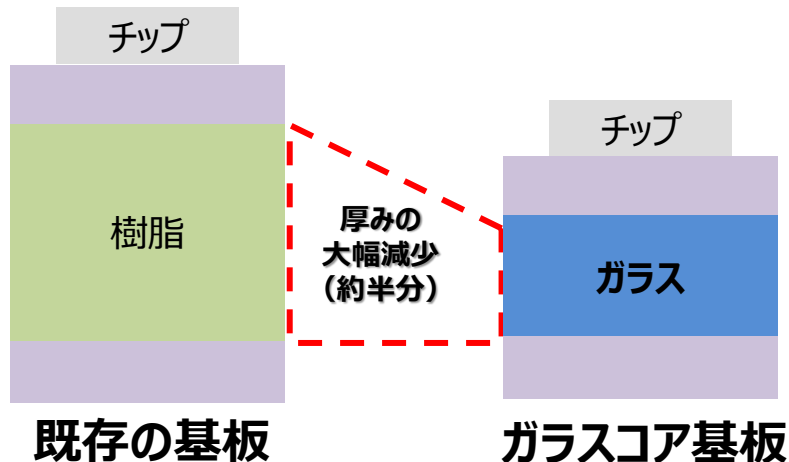 チップ
チップ
樹脂
厚みの
大幅減少
（約半分）
ガラス
既存の基板
ガラスコア基板